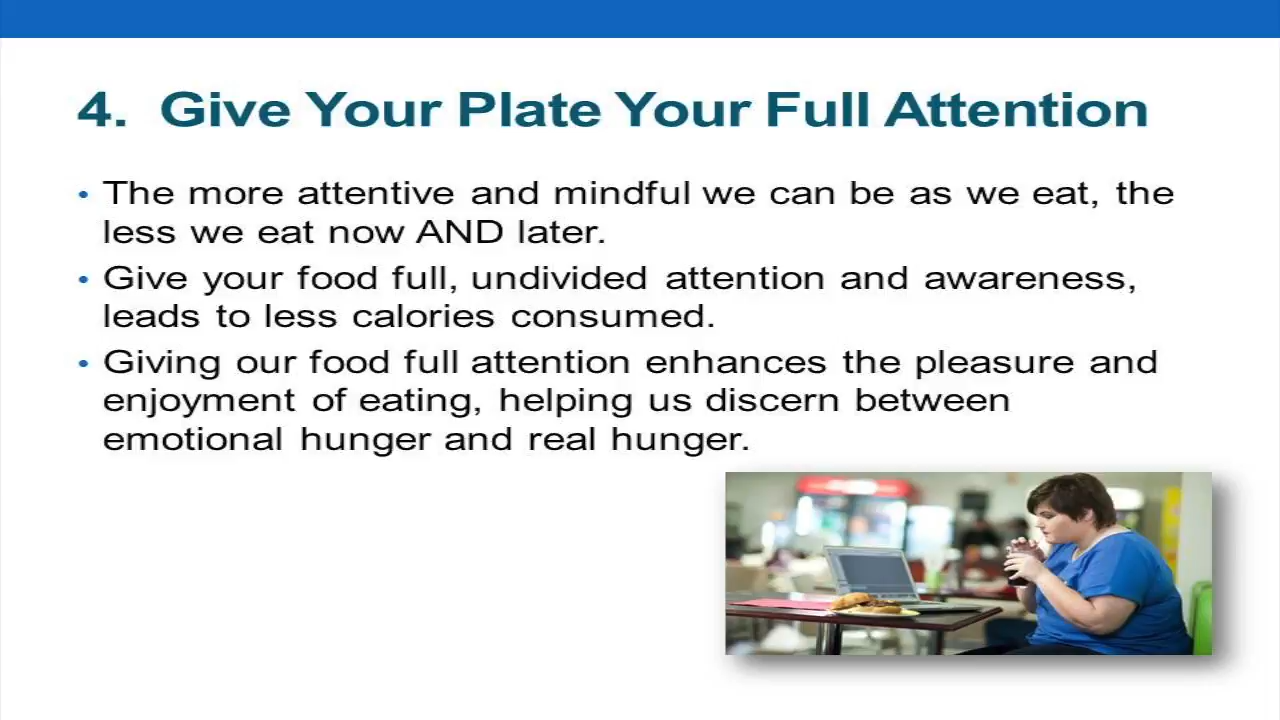 4. Give Your Plate Your Full Attention
• The more attentive and mindful we can be as we eat, the
less we eat now AND later.
• Give your food full, undivided attention and awareness,
leads to less calories consumed.
• Giving our food full attention enhances the pleasure and
enjoyment of eating, helping us discern between
emotional hunger and real hunger.